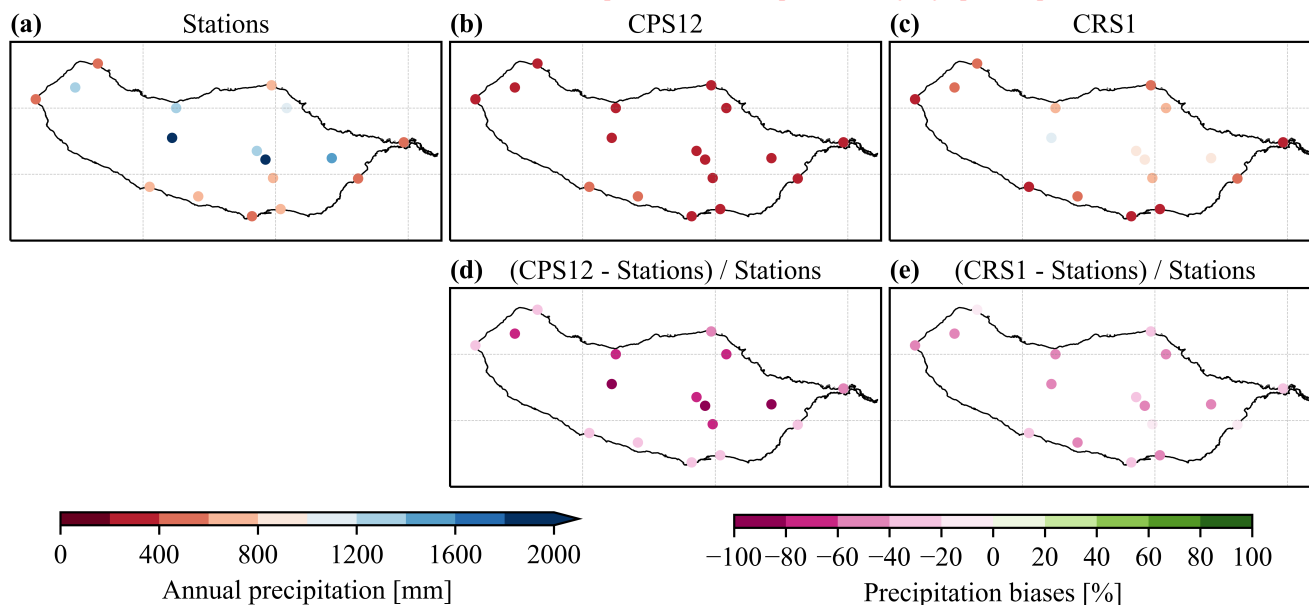 (a) Stations
(b) CPS12
(c) CRS1
(d) (CPS12 - Stations) / Stations
(e) (CRS1 - Stations) / Stations
0 400 800 1200 1600 2000
Annual precipitation [mm]
−100 −80 −60 −40 −20 0 20 40 60 80 100
Precipitation biases [%]